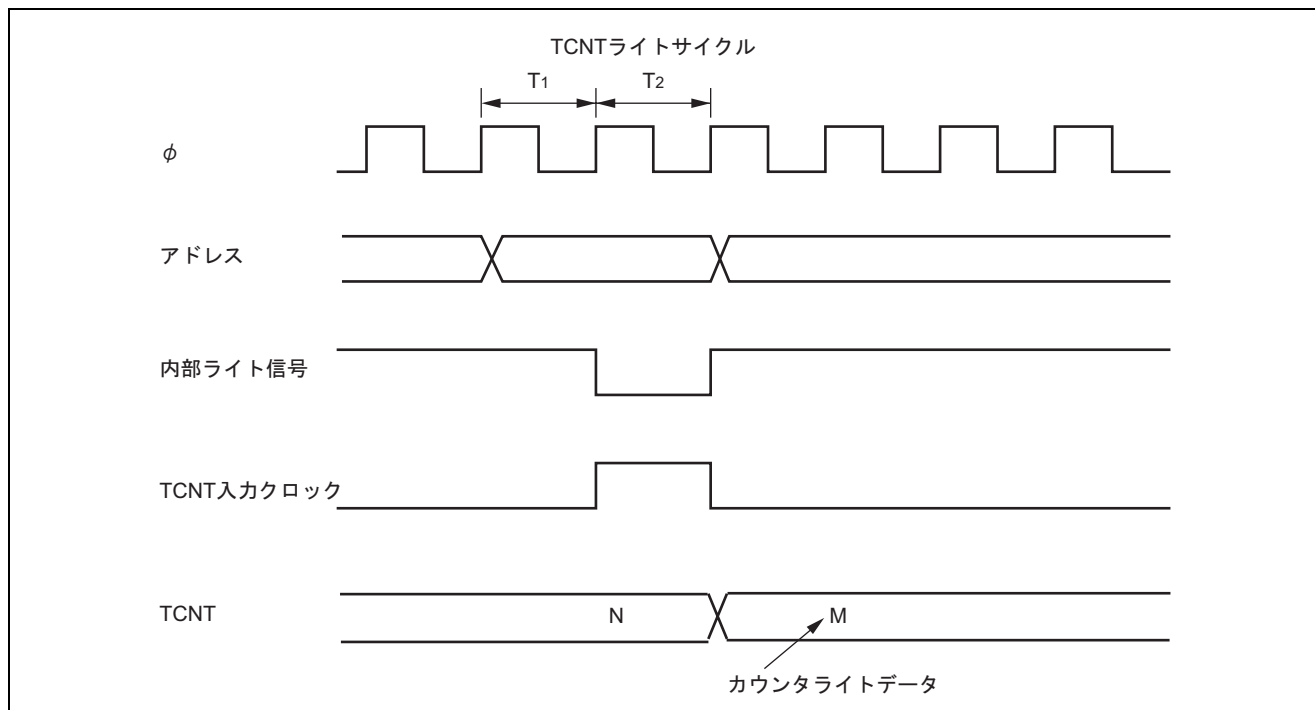 TCNTライトサイクル
T1 T2
φ
アドレス
内部ライト信号
TCNT入力クロック
TCNT N M
カウンタライトデータ